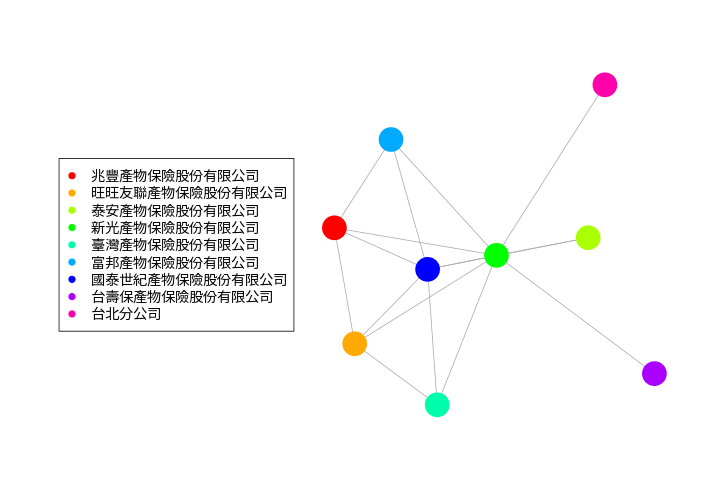 兆豐產物保險股份有限公司
旺旺友聯產物保險股份有限公司
泰安產物保險股份有限公司
新光產物保險股份有限公司
臺灣產物保險股份有限公司
富邦產物保險股份有限公司
國泰世紀產物保險股份有限公司
台壽保產物保險股份有限公司
台北分公司